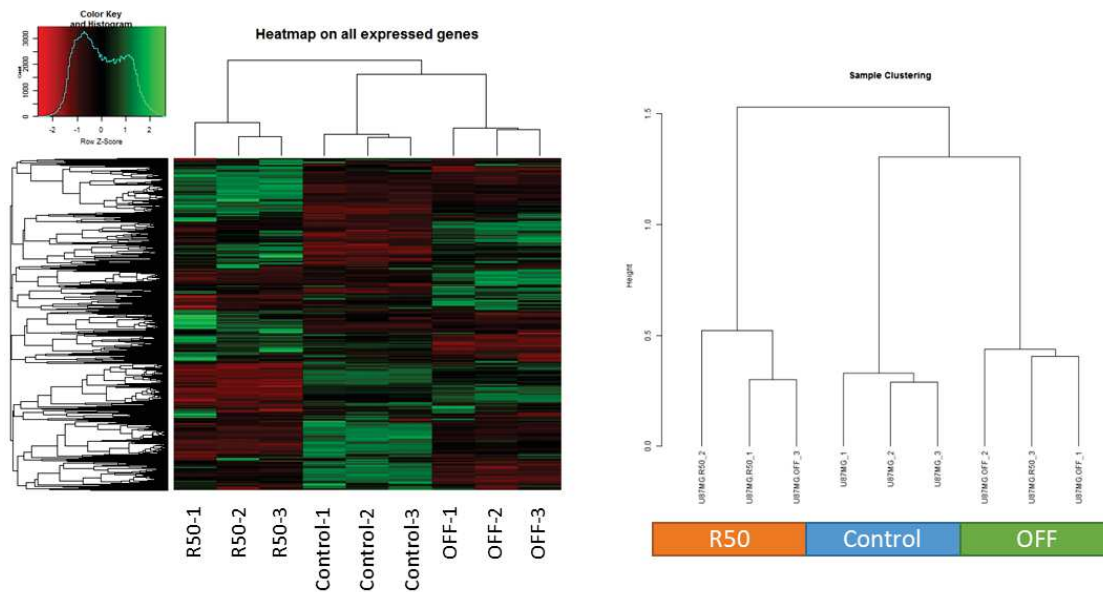 Color Key
and Histogram
Count
0 1000 2000 3000
-2 -1 0 1 2
Row Z-Score
Heatmap on all expressed genes
R50-1
R50-2
R50-3
Control-1
Control-2
Control-3
OFF-1
OFF-2
OFF-3
Sample Clustering
Height
0.0 0.5 1.0 1.5
U87MG.R50_2
U87MG.R50_1
U87MG.OFF_3
U87MG_1
U87MG_2
U87MG_3
U87MG.OFF_2
U87MG.R50_3
U87MG.OFF_1
R50 Control OFF